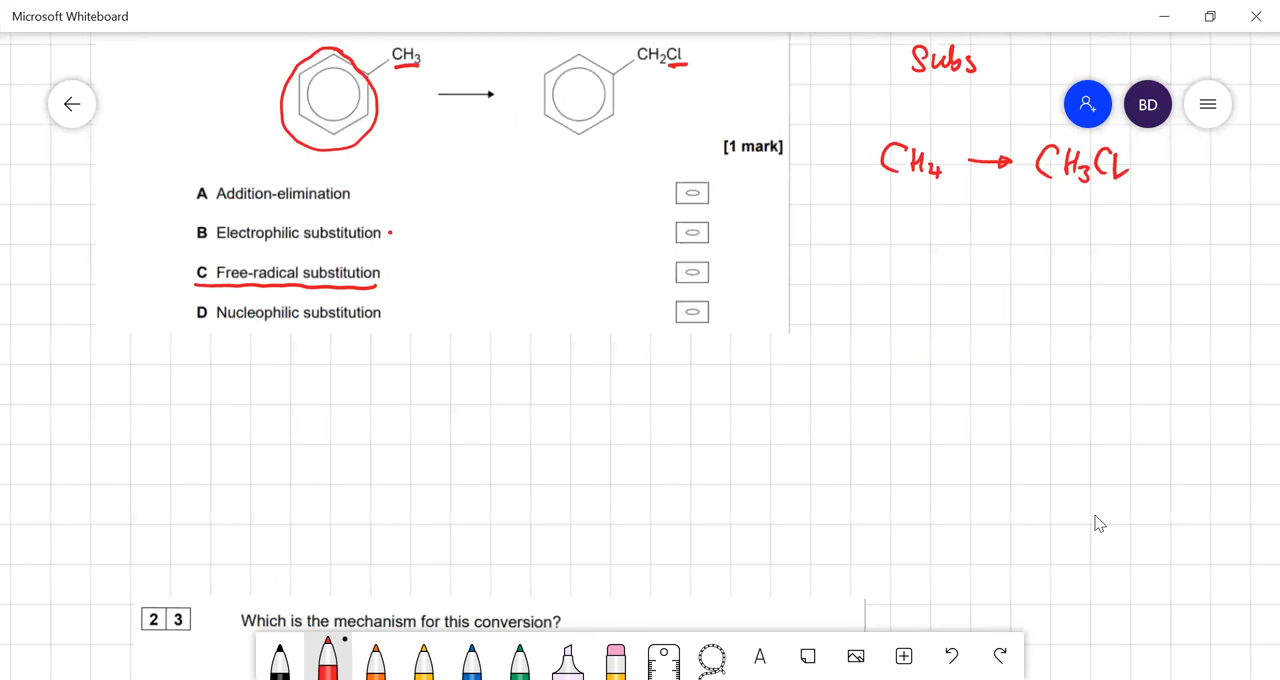 Microsoft Whiteboard
CH3
CH2Cl
Subs
BD
[1 mark]
CH4 → CH3Cl
A Addition-elimination
B Electrophilic substitution
C Free-radical substitution
D Nucleophilic substitution
2 3 Which is the mechanism for this conversion?
A